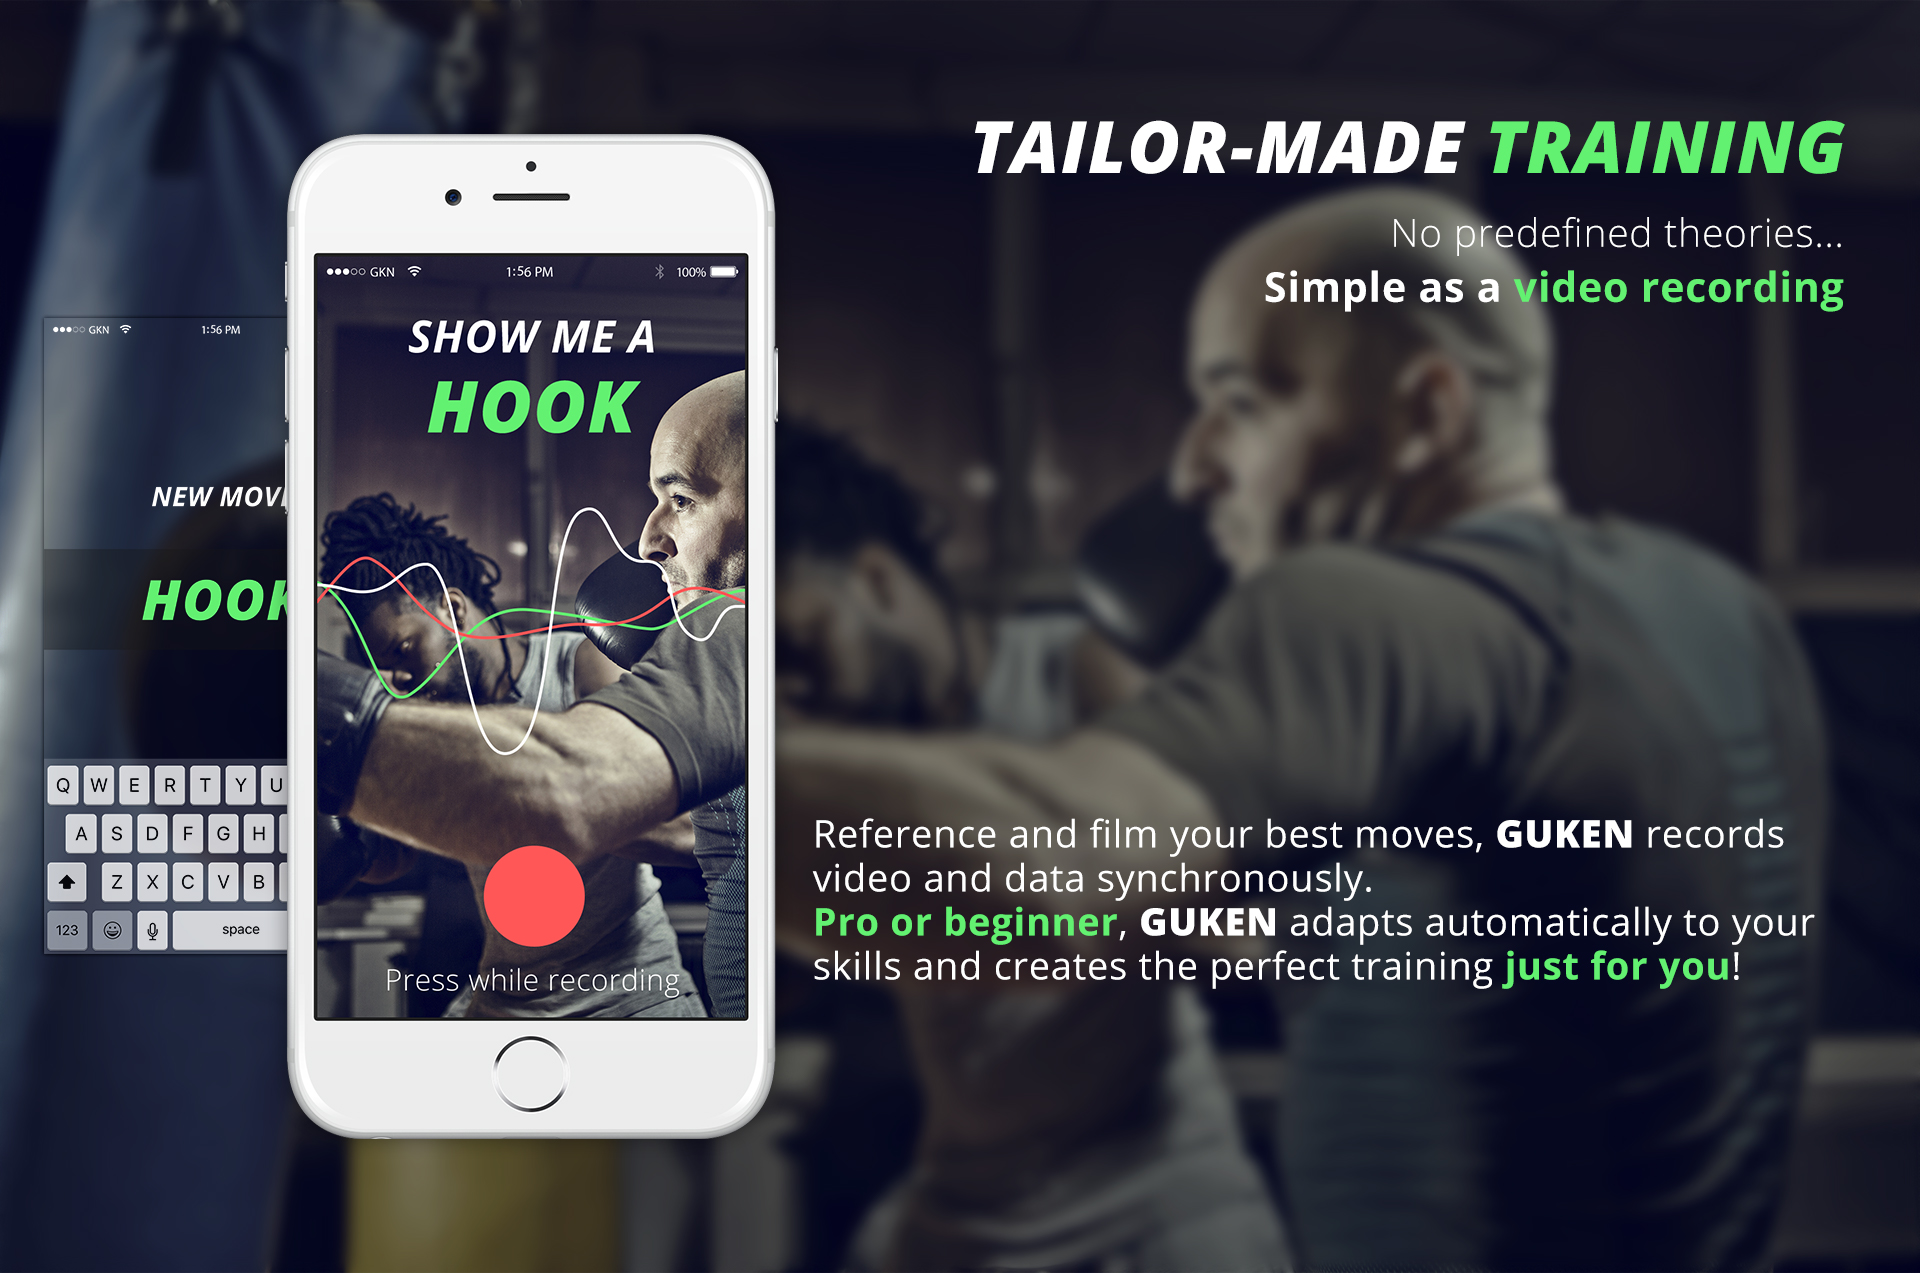 TAILOR-MADE TRAINING
No predefined theories...
Simple as a video recording
GKN 1:56 PM 100%
SHOW ME A
HOOK
Press while recording
GKN 1:56 PM
NEW MOV
HOOK
Q W E R T Y U
A S D F G H
Z X C V B
123 space
Reference and film your best moves, GUKEN records
video and data synchronously.
Pro or beginner, GUKEN adapts automatically to your
skills and creates the perfect training just for you!